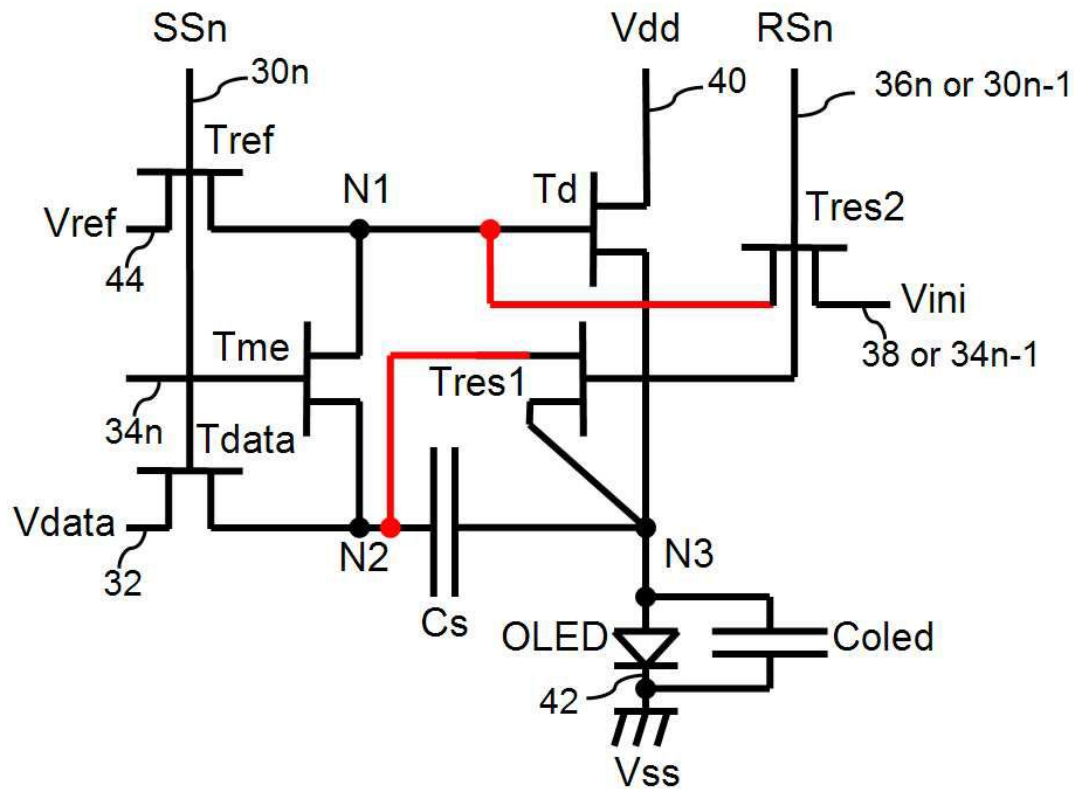 SSn
Vdd
RSn
30n
40
36n or 30n-1
Tref
N1
Td
Tres2
Vref
44
Vini
38 or 34n-1
Tme
Tres1
34n
Tdata
Vdata
32
N2
N3
Cs
OLED
Coled
42
Vss